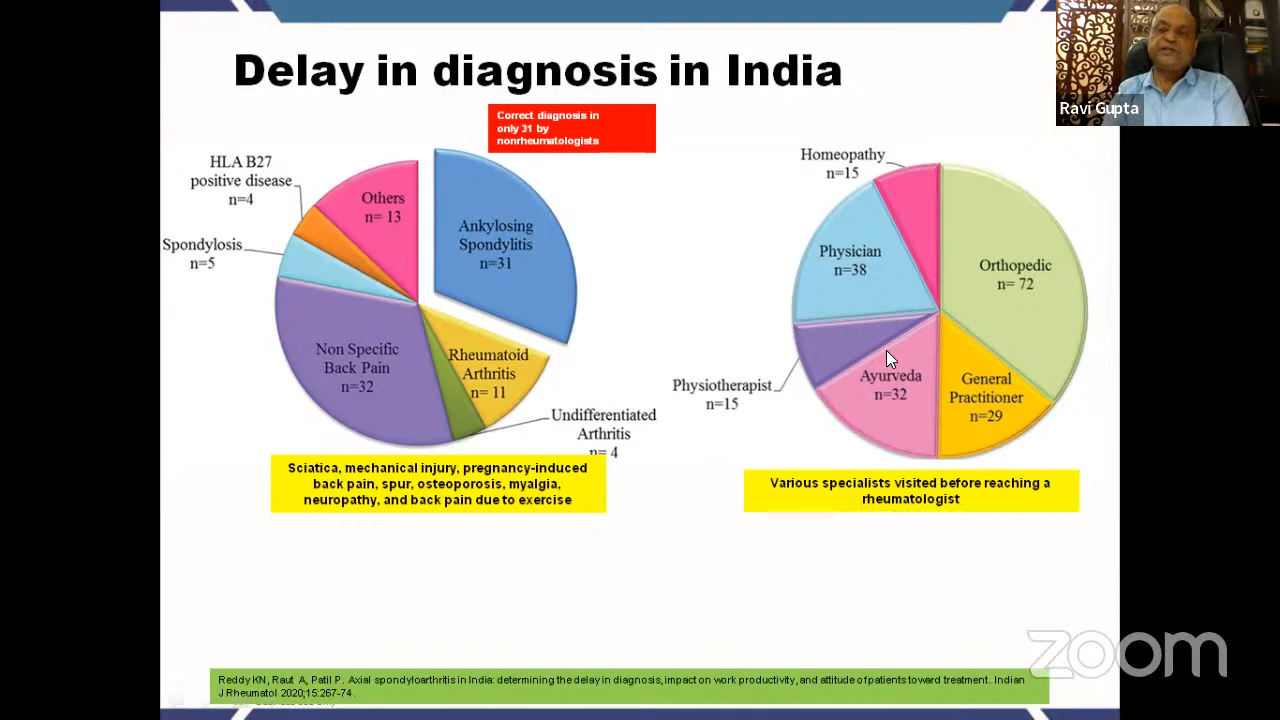 Delay in diagnosis in India
Ravi Gupta
Correct diagnosis in
only 31 by
nonrheumatologists
HLA B27
positive disease
n=4
Others
n= 13
Ankylosing
Spondylitis
n=31
Spondylosis
n=5
Non Specific
Back Pain
n=32
Rheumatoid
Arthritis
n= 11
Undifferentiated
Arthritis
n= 4
Sciatica, mechanical injury, pregnancy-induced
back pain, spur, osteoporosis, myalgia,
neuropathy, and back pain due to exercise
Homeopathy
n=15
Physician
n=38
Orthopedic
n= 72
Physiotherapist
n=15
Ayurveda
n=32
General
Practitioner
n=29
Various specialists visited before reaching a
rheumatologist
zoom
Reddy KN, Raut A, Patil P. Axial spondyloarthritis in India: determining the delay in diagnosis, impact on work productivity, and attitude of patients toward treatment. Indian
J Rheumatol 2020;15:267-74.